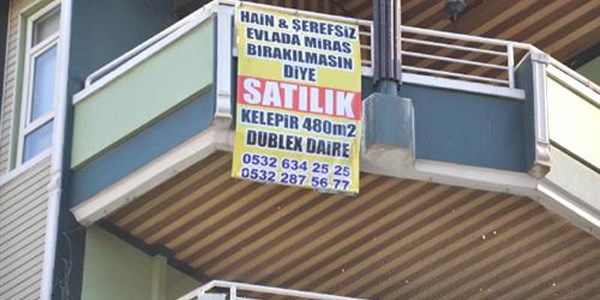 HAİN & ŞEREFSİZ
EVLADA MİRAS
BIRAKILMASIN
DİYE
SATILIK
KELEPİR 480m2
DUBLEX DAİRE
0532 634 25 25
0532 287 56 77